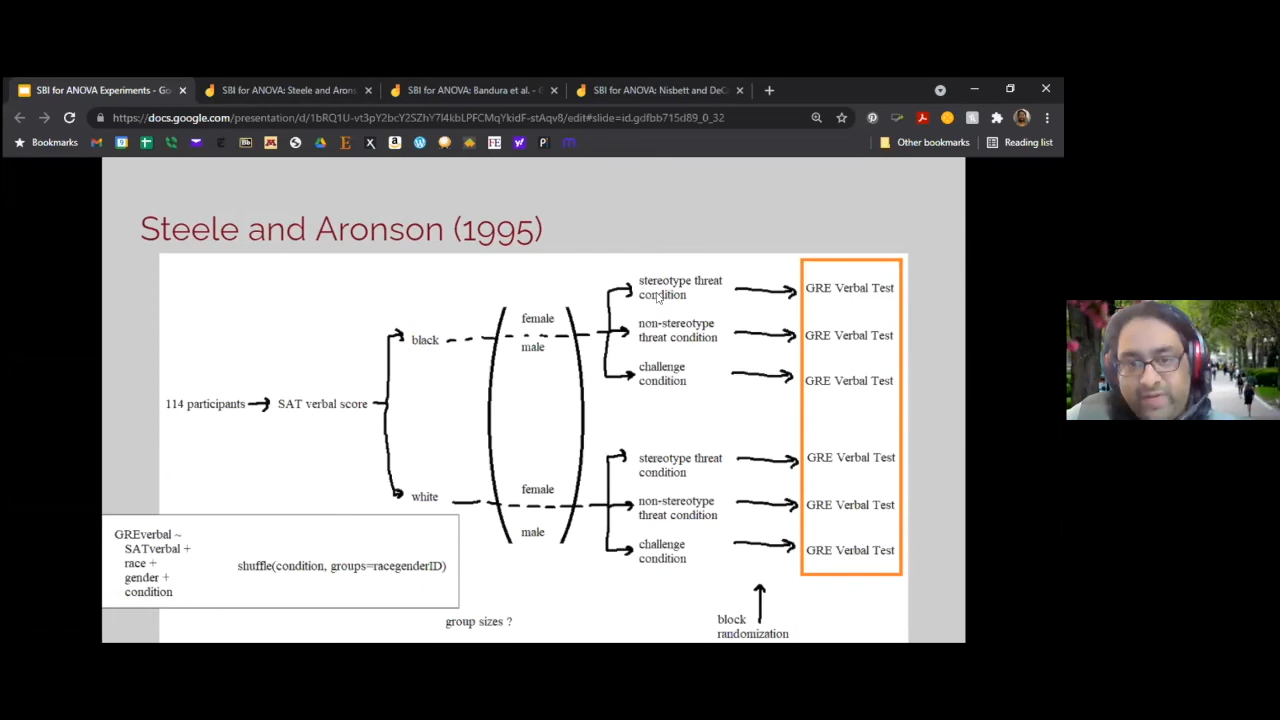 SBI for ANOVA Experiments - Go
SBI for ANOVA: Steele and Aron
SBI for ANOVA: Bandura et al. - G
SBI for ANOVA: Nisbett and DeC
https://docs.google.com/presentation/d/1bRQ1U-vt3pY2bcY2SZhY7I4kbLPFCMqYkidF-stAqv8/edit#slide=id.gdfbb715d89_0_32
Bookmarks
Other bookmarks
Reading list
Steele and Aronson (1995)
114 participants
SAT verbal score
black
white
female
male
female
male
stereotype threat
condition
non-stereotype
threat condition
challenge
condition
stereotype threat
condition
non-stereotype
threat condition
challenge
condition
GRE Verbal Test
GRE Verbal Test
GRE Verbal Test
GRE Verbal Test
GRE Verbal Test
GRE Verbal Test
GREverbal ~
SATverbal +
race +
gender +
condition
shuffle(condition, groups=racegenderID)
group sizes ?
block
randomization